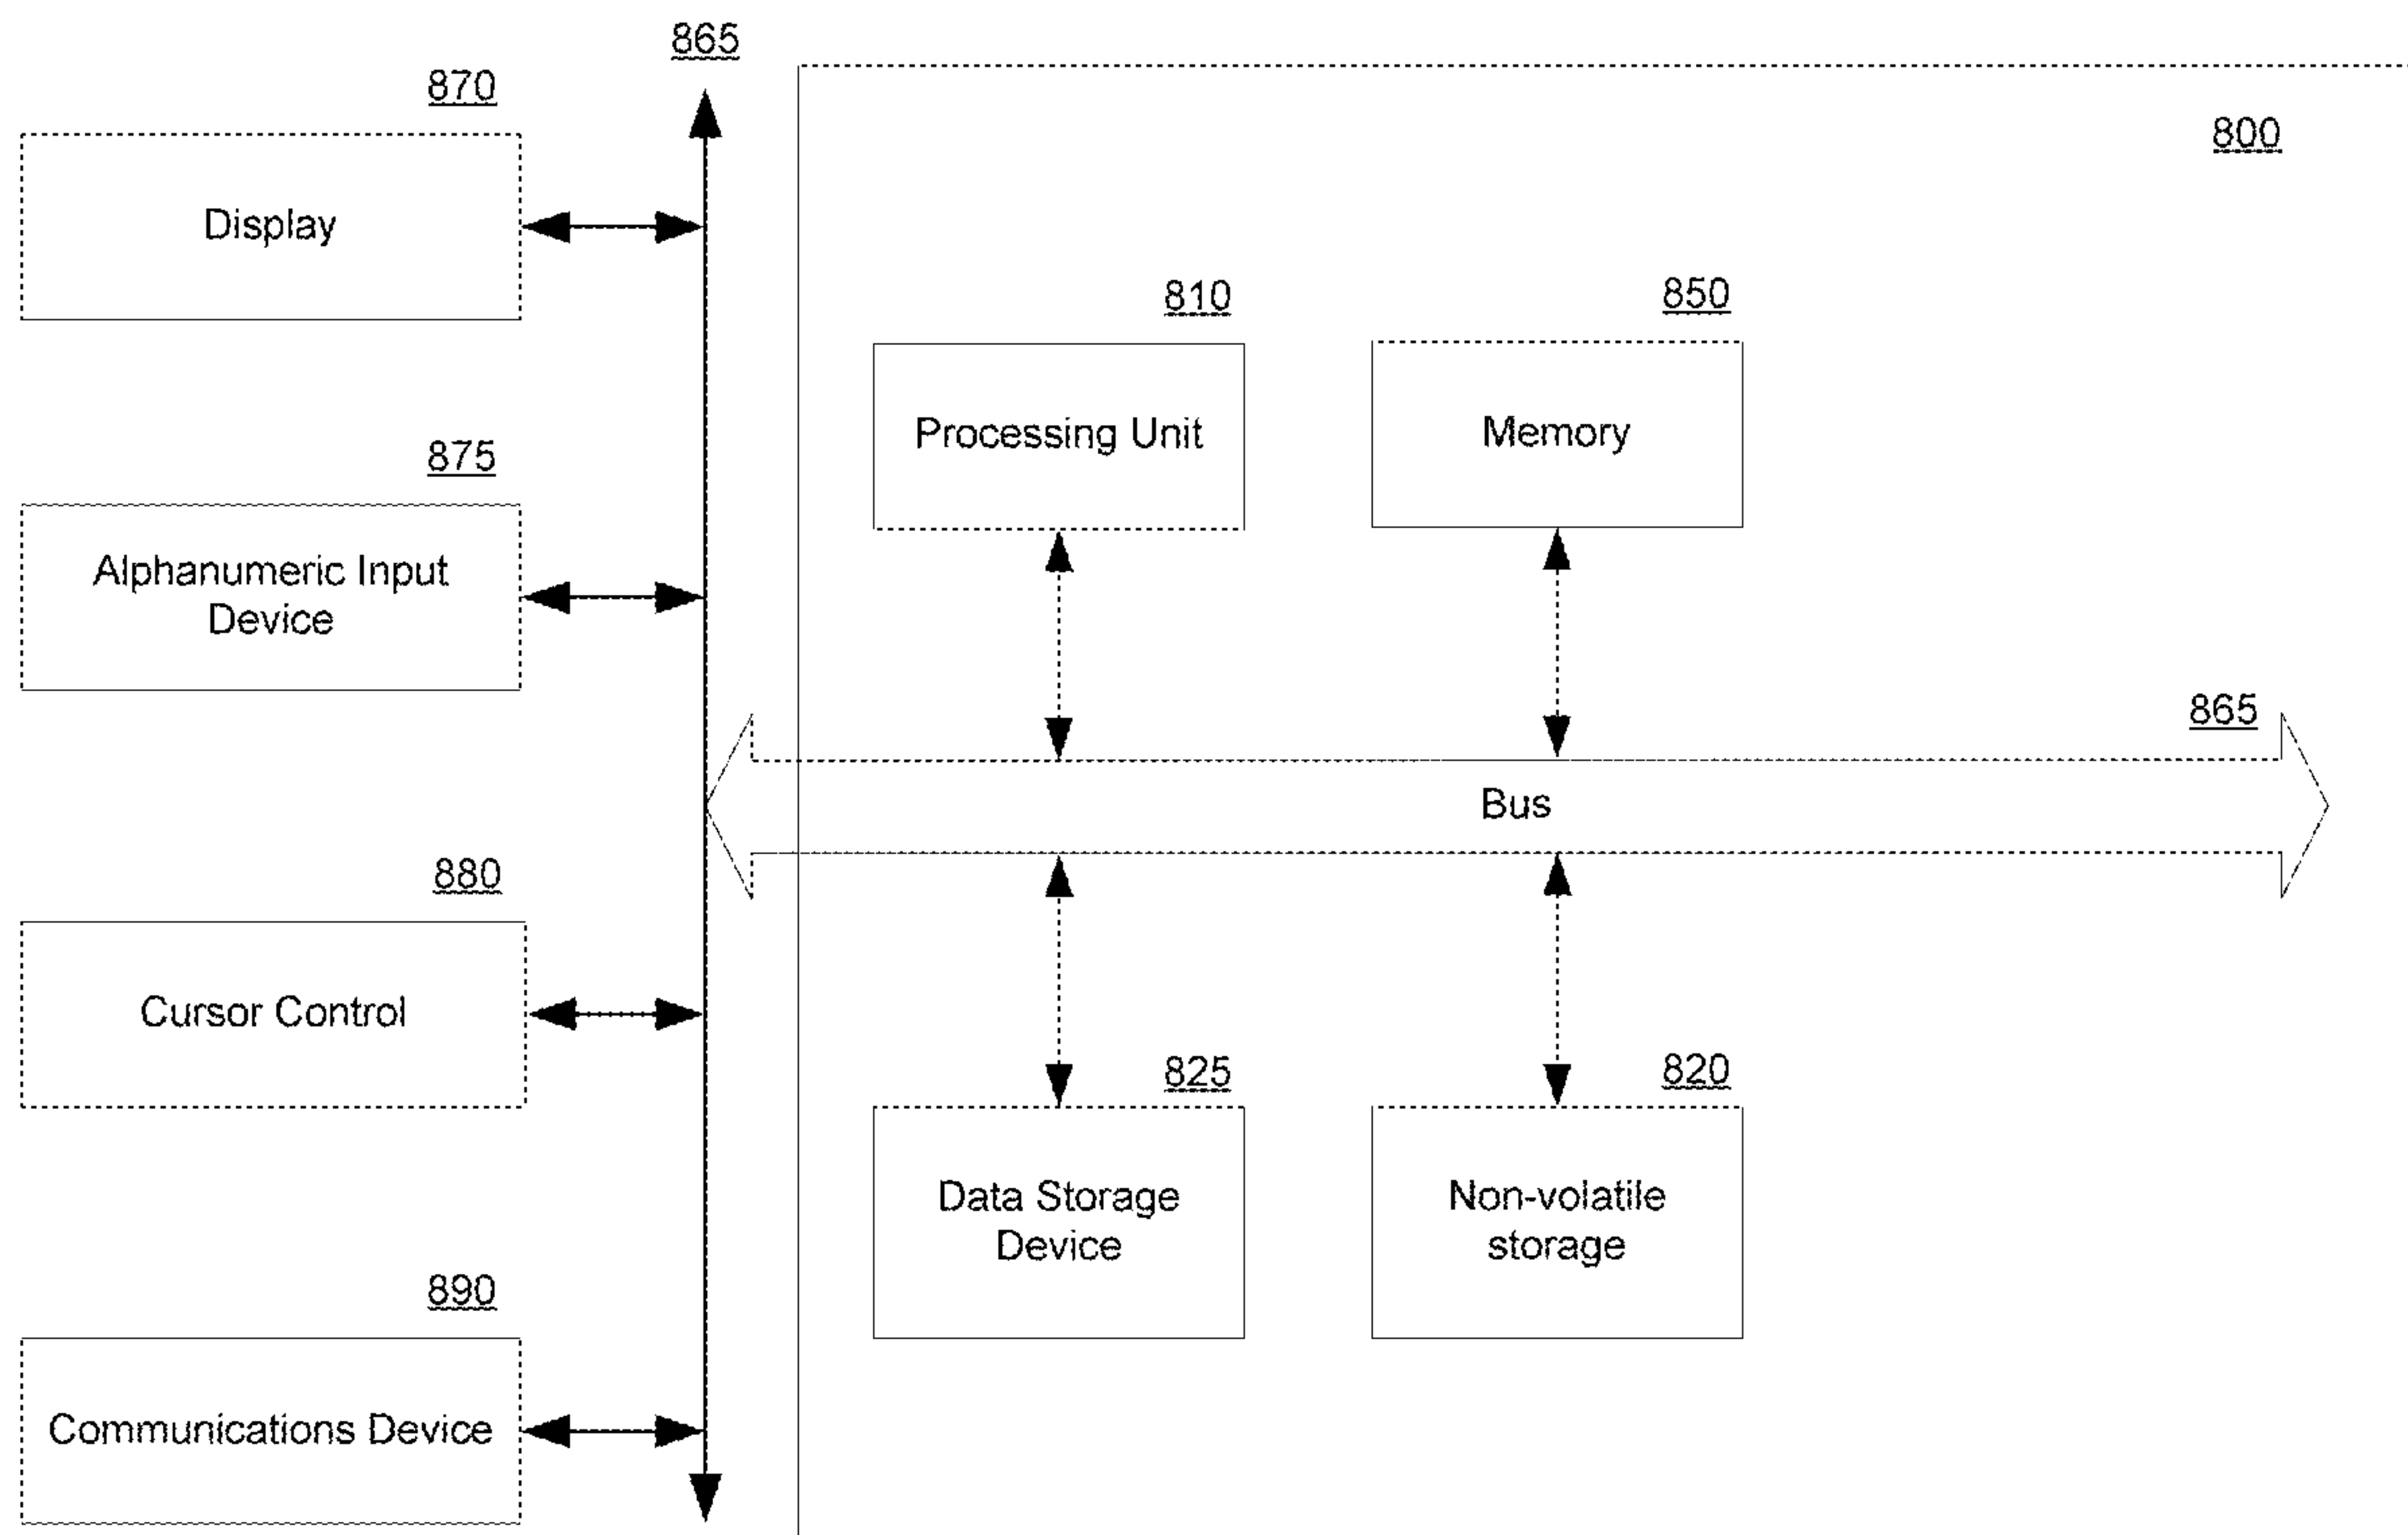 865
870
800
Display
810
850
Processing Unit
Memory
875
Alphanumeric Input
Device
865
Bus
880
Cursor Control
825
820
Data Storage
Device
Non-volatile
storage
890
Communications Device